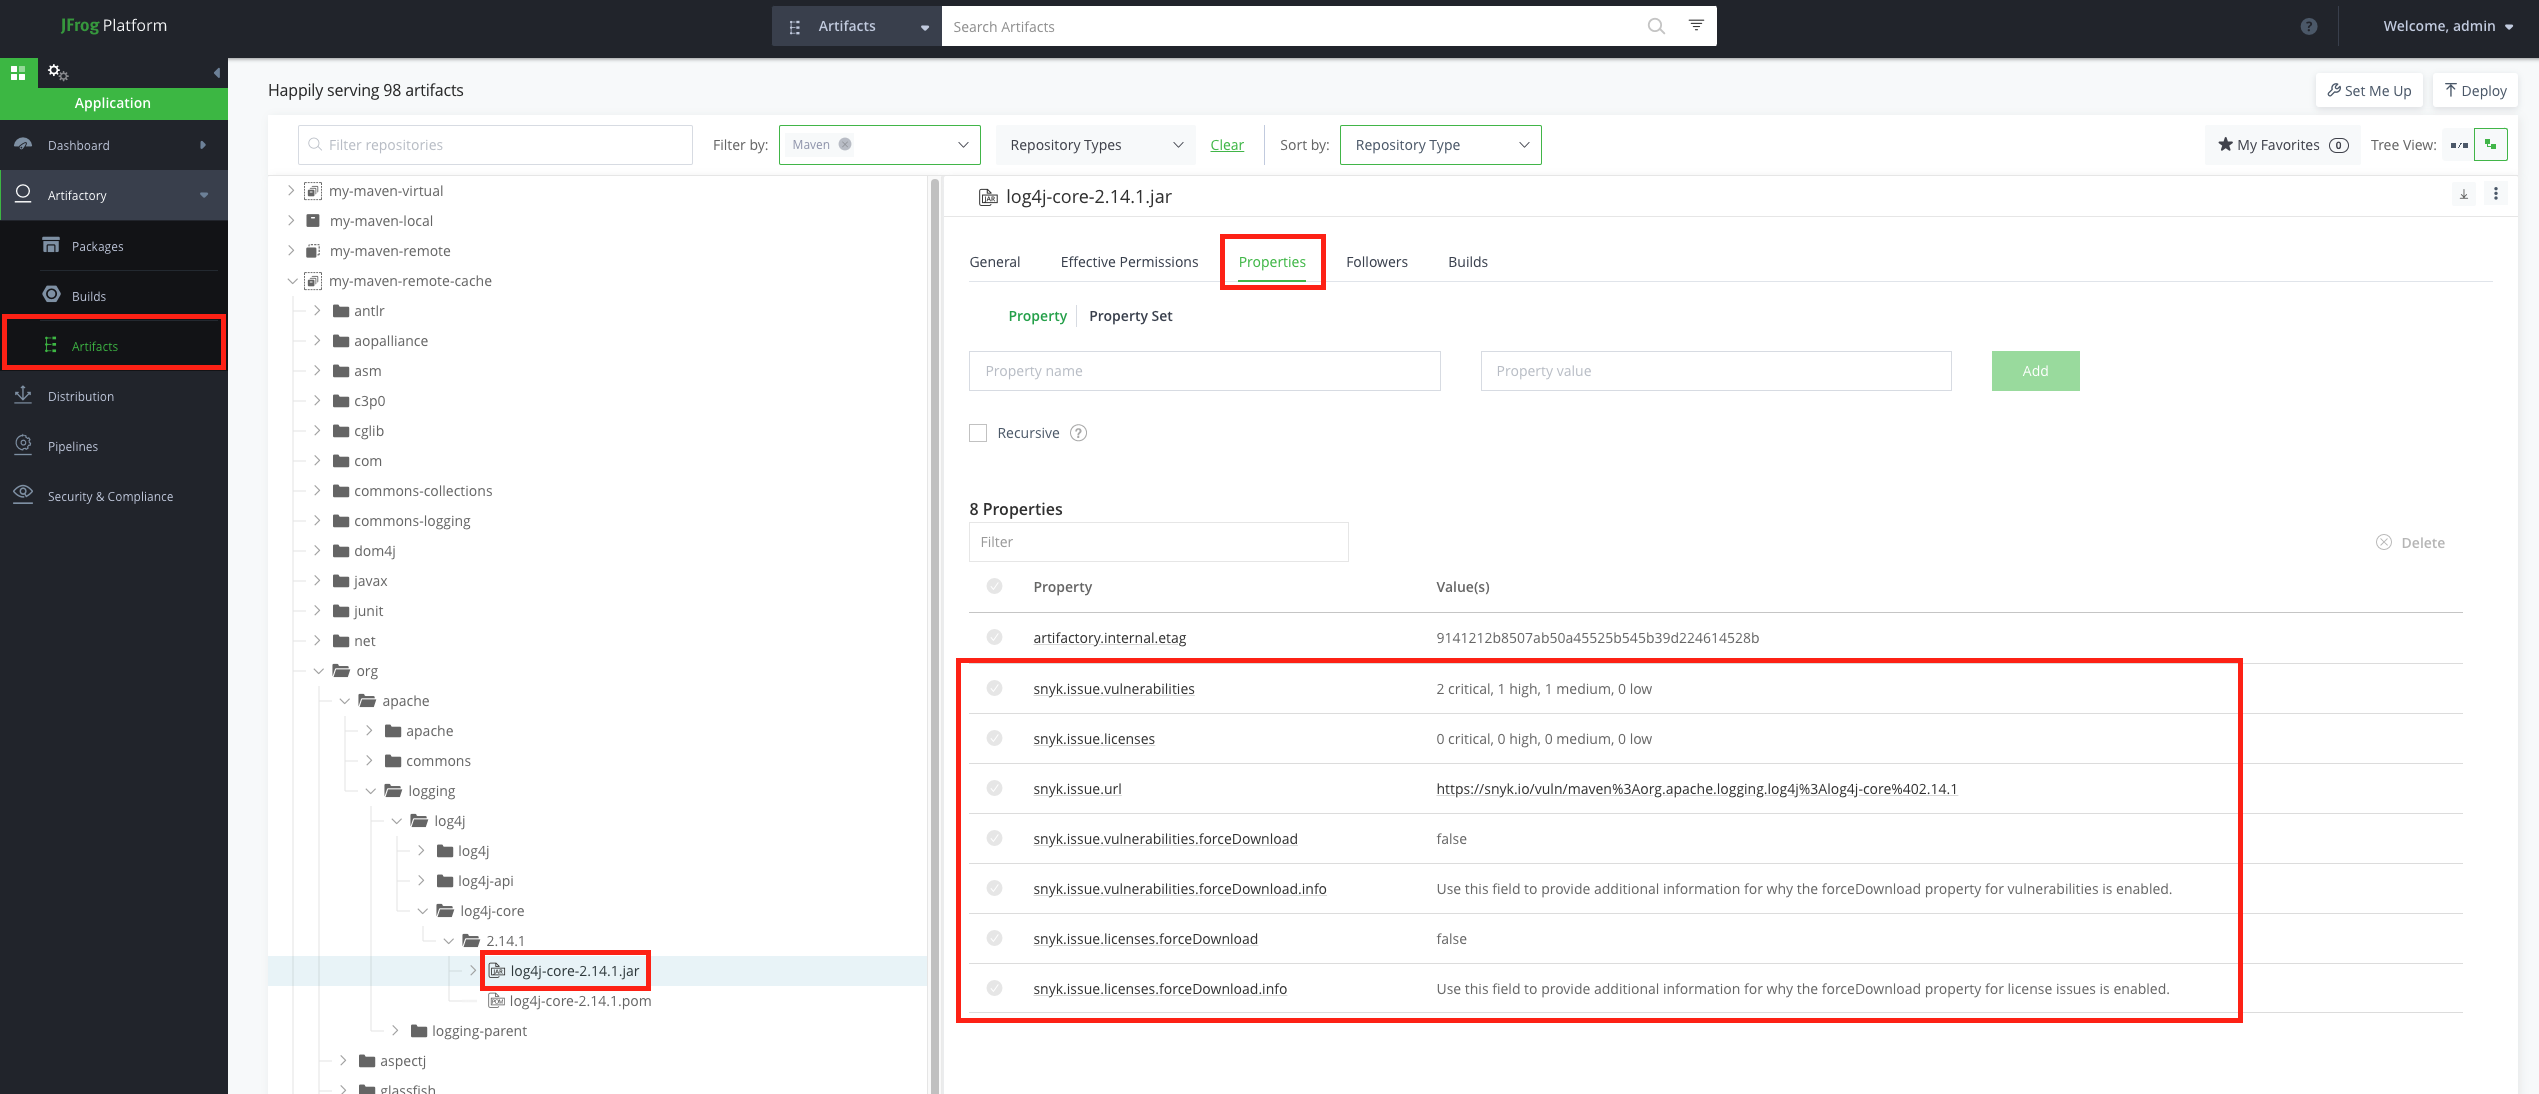 JFrog Platform
Artifacts
Search Artifacts
?
Welcome, admin
Application
Dashboard
Artifactory
Packages
Builds
Artifacts
Distribution
Pipelines
Security & Compliance
Happily serving 98 artifacts
Set Me Up
Deploy
Filter repositories
Filter by:
Maven
Repository Types
Clear
Sort by:
Repository Type
My Favorites 0
Tree View:
my-maven-virtual
my-maven-local
my-maven-remote
my-maven-remote-cache
antlr
aopalliance
asm
c3p0
cglib
com
commons-collections
commons-logging
dom4j
javax
junit
net
org
apache
apache
commons
logging
log4j
log4j
log4j-api
log4j-core
2.14.1
JAR log4j-core-2.14.1.jar
POM log4j-core-2.14.1.pom
logging-parent
aspectj
glassfish
JAR log4j-core-2.14.1.jar
General
Effective Permissions
Properties
Followers
Builds
Property
Property Set
Property name
Property value
Add
Recursive ?
8 Properties
Filter
Delete
Property Value(s)
artifactory.internal.etag 9141212b8507ab50a45525b545b39d224614528b
snyk.issue.vulnerabilities 2 critical, 1 high, 1 medium, 0 low
snyk.issue.licenses 0 critical, 0 high, 0 medium, 0 low
snyk.issue.url https://snyk.io/vuln/maven%3Aorg.apache.logging.log4j%3Alog4j-core%402.14.1
snyk.issue.vulnerabilities.forceDownload false
snyk.issue.vulnerabilities.forceDownload.info Use this field to provide additional information for why the forceDownload property for vulnerabilities is enabled.
snyk.issue.licenses.forceDownload false
snyk.issue.licenses.forceDownload.info Use this field to provide additional information for why the forceDownload property for license issues is enabled.